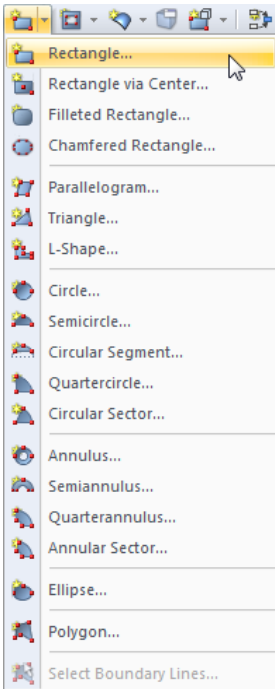 Rectangle...
Rectangle via Center...
Filleted Rectangle...
Chamfered Rectangle...
Parallelogram...
Triangle...
L-Shape...
Circle...
Semicircle...
Circular Segment...
Quartercircle...
Circular Sector...
Annulus...
Semiannulus...
Quarterannulus...
Annular Sector...
Ellipse...
Polygon...
Select Boundary Lines...